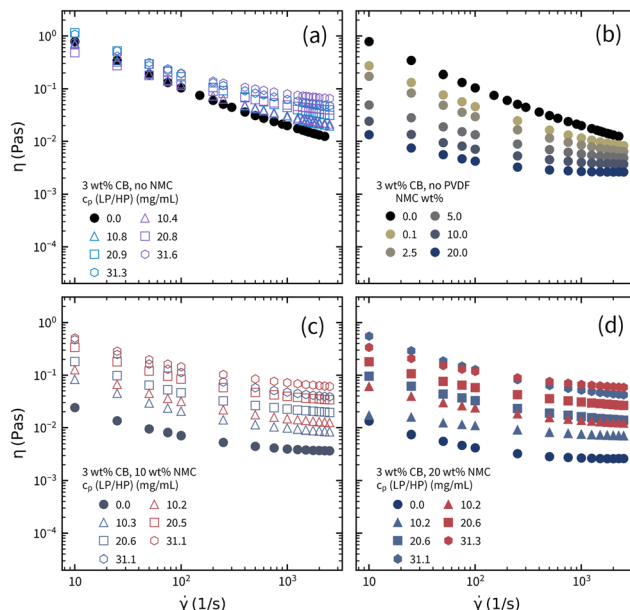 (a)
(b)
η (Pas)
10⁰
10⁻¹
10⁻²
10⁻³
10⁻⁴
3 wt% CB, no NMC
cₚ (LP/HP) (mg/mL)
0.0 10.4
10.8 20.8
20.9 31.6
31.3
3 wt% CB, no PVDF
NMC wt%
0.0 5.0
0.1 10.0
2.5 20.0
(c)
(d)
η (Pas)
10⁰
10⁻¹
10⁻²
10⁻³
10⁻⁴
3 wt% CB, 10 wt% NMC
cₚ (LP/HP) (mg/mL)
0.0 10.2
10.3 20.5
20.6 31.1
31.1
3 wt% CB, 20 wt% NMC
cₚ (LP/HP) (mg/mL)
0.0 10.2
10.2 20.6
20.6 31.3
31.1
10¹ 10² 10³
10¹ 10² 10³
γ̇ (1/s)
γ̇ (1/s)